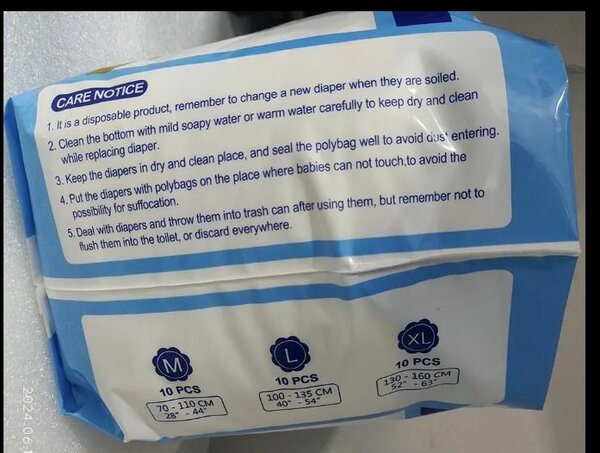 CARE NOTICE
1. It is a disposable product, remember to change a new diaper when they are soiled.
2. Clean the bottom with mild soapy water or warm water carefully to keep dry and clean
while replacing diaper.
3. Keep the diapers in dry and clean place, and seal the polybag well to avoid dust entering.
4. Put the diapers with polybags on the place where babies can not touch,to avoid the
possibility for suffocation.
5. Deal with diapers and throw them into trash can after using them, but remember not to
flush them into the toilet, or discard everywhere.
M
10 PCS
70 - 110 CM
28" - 44"
L
10 PCS
100 - 135 CM
40" - 54"
XL
10 PCS
130 - 160 CM
52" - 63"
2024.06.1